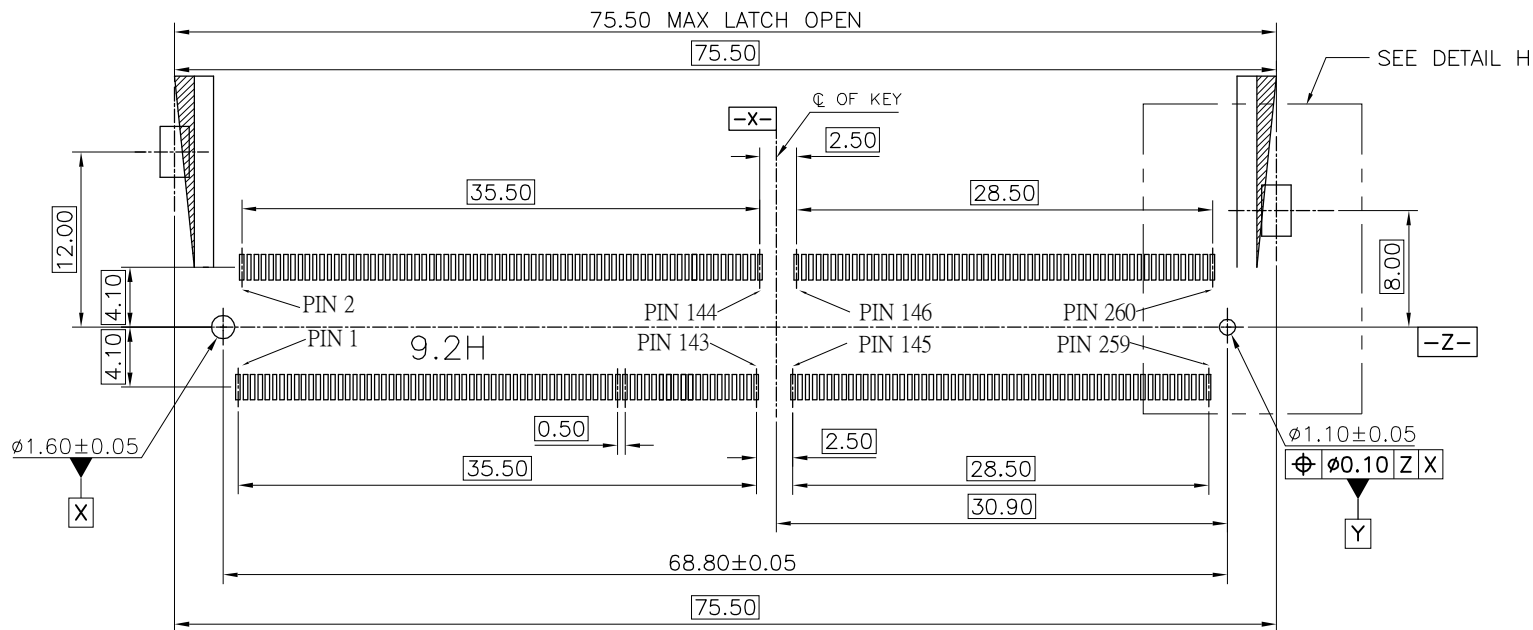 75.50 MAX LATCH OPEN
75.50
SEE DETAIL H
℄ OF KEY
-X-
2.50
35.50
28.50
12.00
4.10
8.00
PIN 2
PIN 144
PIN 146
PIN 260
PIN 1
9.2H
PIN 143
PIN 145
PIN 259
-Z-
4.10
0.50
2.50
ø1.60±0.05
ø1.10±0.05
35.50
28.50
⌖ ø0.10 Z X
X
30.90
Y
68.80±0.05
75.50